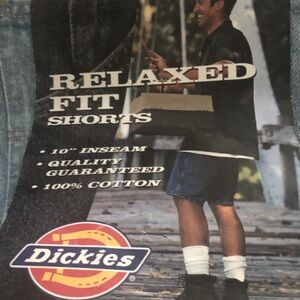 RELAXED
FIT
SHORTS
• 10" INSEAM
• QUALITY
GUARANTEED
• 100% COTTON
Dickies